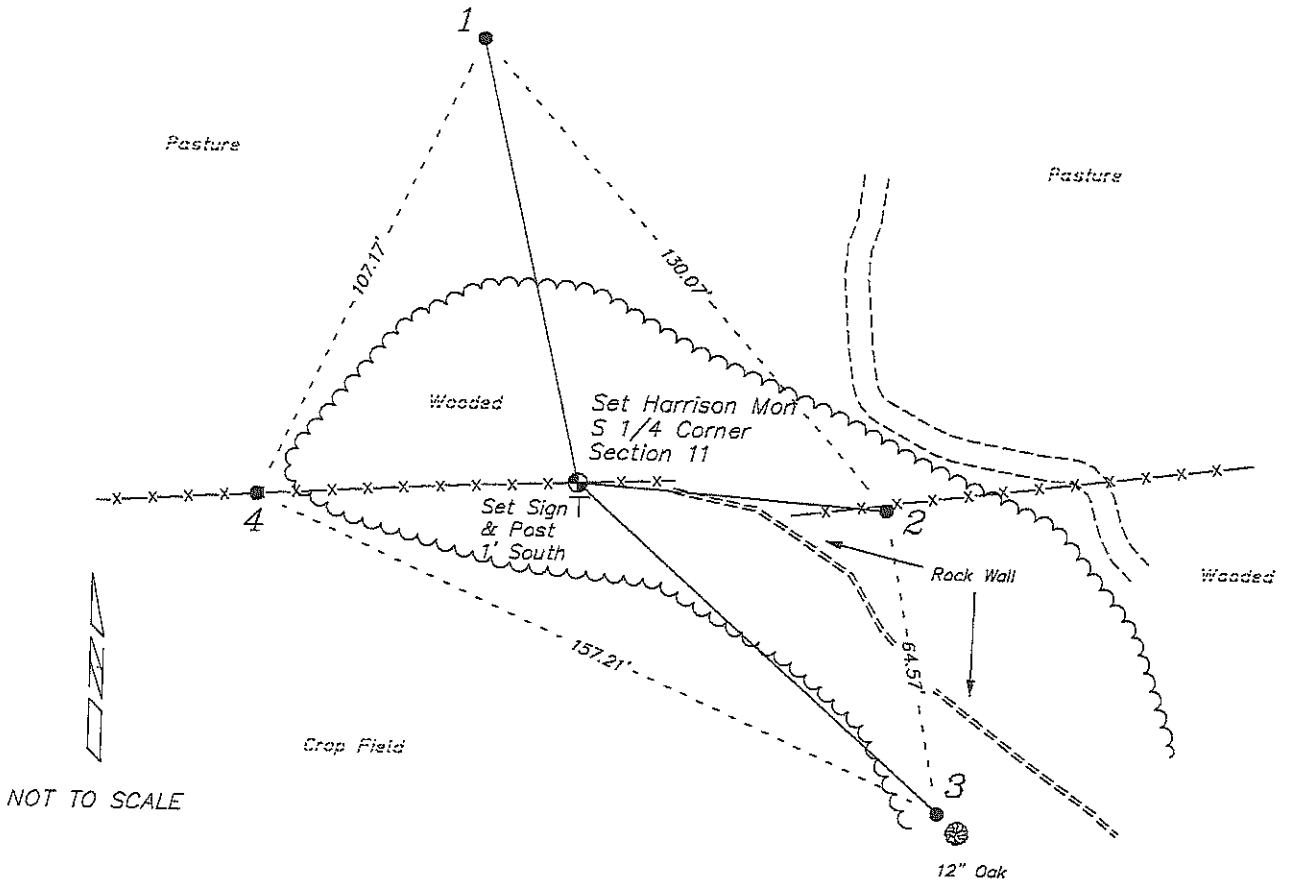 1
Pasture
Pasture
107.17'
130.07'
Wooded
Set Harrison Mon
S 1/4 Corner
Section 11
4
Set Sign
& Post
1' South
2
Rock Wall
Wooded
157.21'
64.57'
N
Crop Field
3
NOT TO SCALE
12" Oak